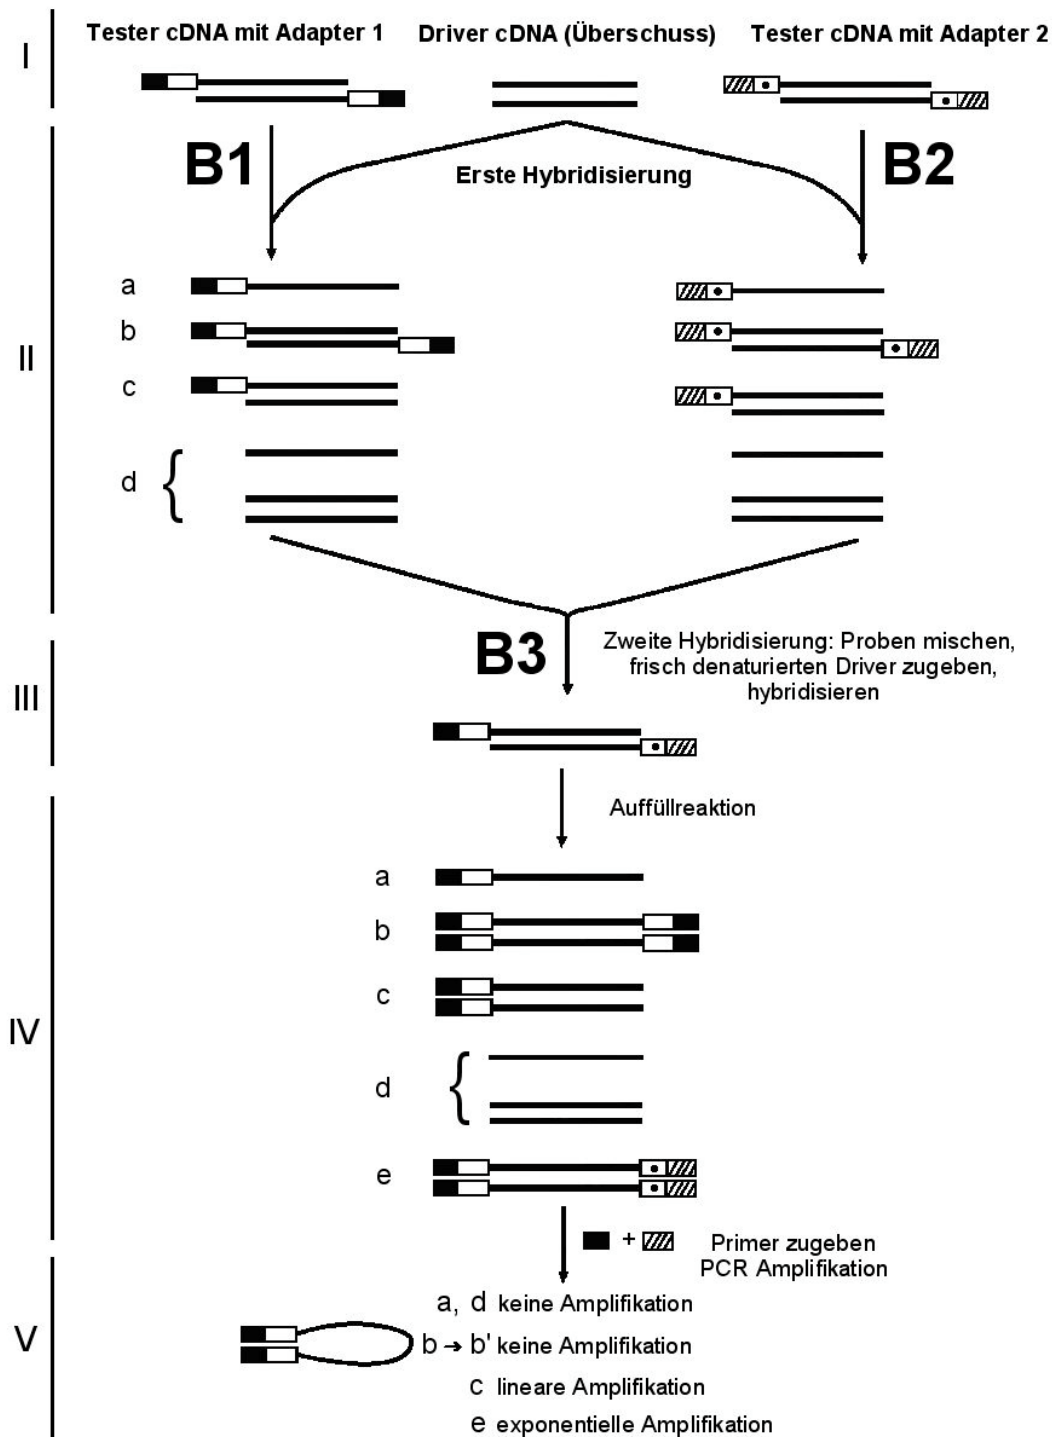 I
Tester cDNA mit Adapter 1
Driver cDNA (Überschuss)
Tester cDNA mit Adapter 2
B1
Erste Hybridisierung
B2
II
a
b
c
d {
B3
Zweite Hybridisierung: Proben mischen,
frisch denaturierten Driver zugeben,
hybridisieren
III
Auffüllreaktion
IV
a
b
c
d {
e
+
Primer zugeben
PCR Amplifikation
V
a, d keine Amplifikation
b → b' keine Amplifikation
c lineare Amplifikation
e exponentielle Amplifikation